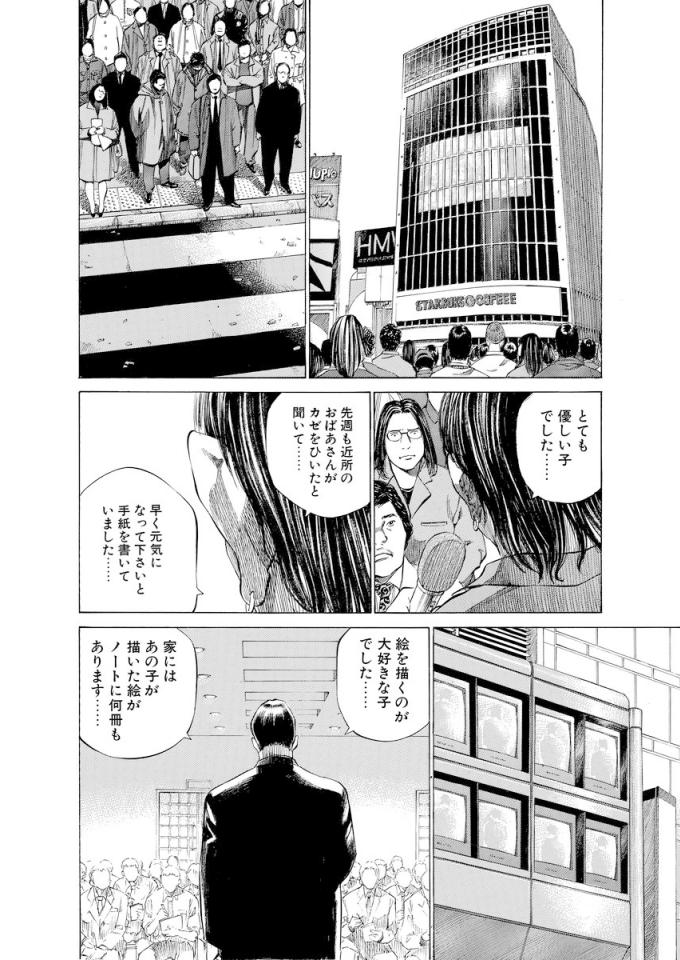 HMV
STARBUKS COFEEE
とても
優しい子
でした……
先週も近所の
おばあさんが
カゼをひいたと
聞いて……
早く元気に
なって下さいと
手紙を書いて
いました……
絵を描くのが
大好きな子
でした……
家には
あの子が
描いた絵が
ノートに何冊も
あります……